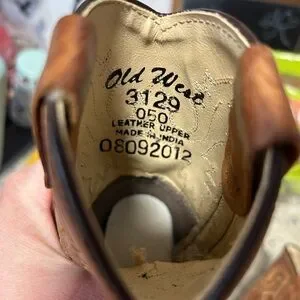 Old West
3129
050
LEATHER UPPER
MADE IN INDIA
08092012